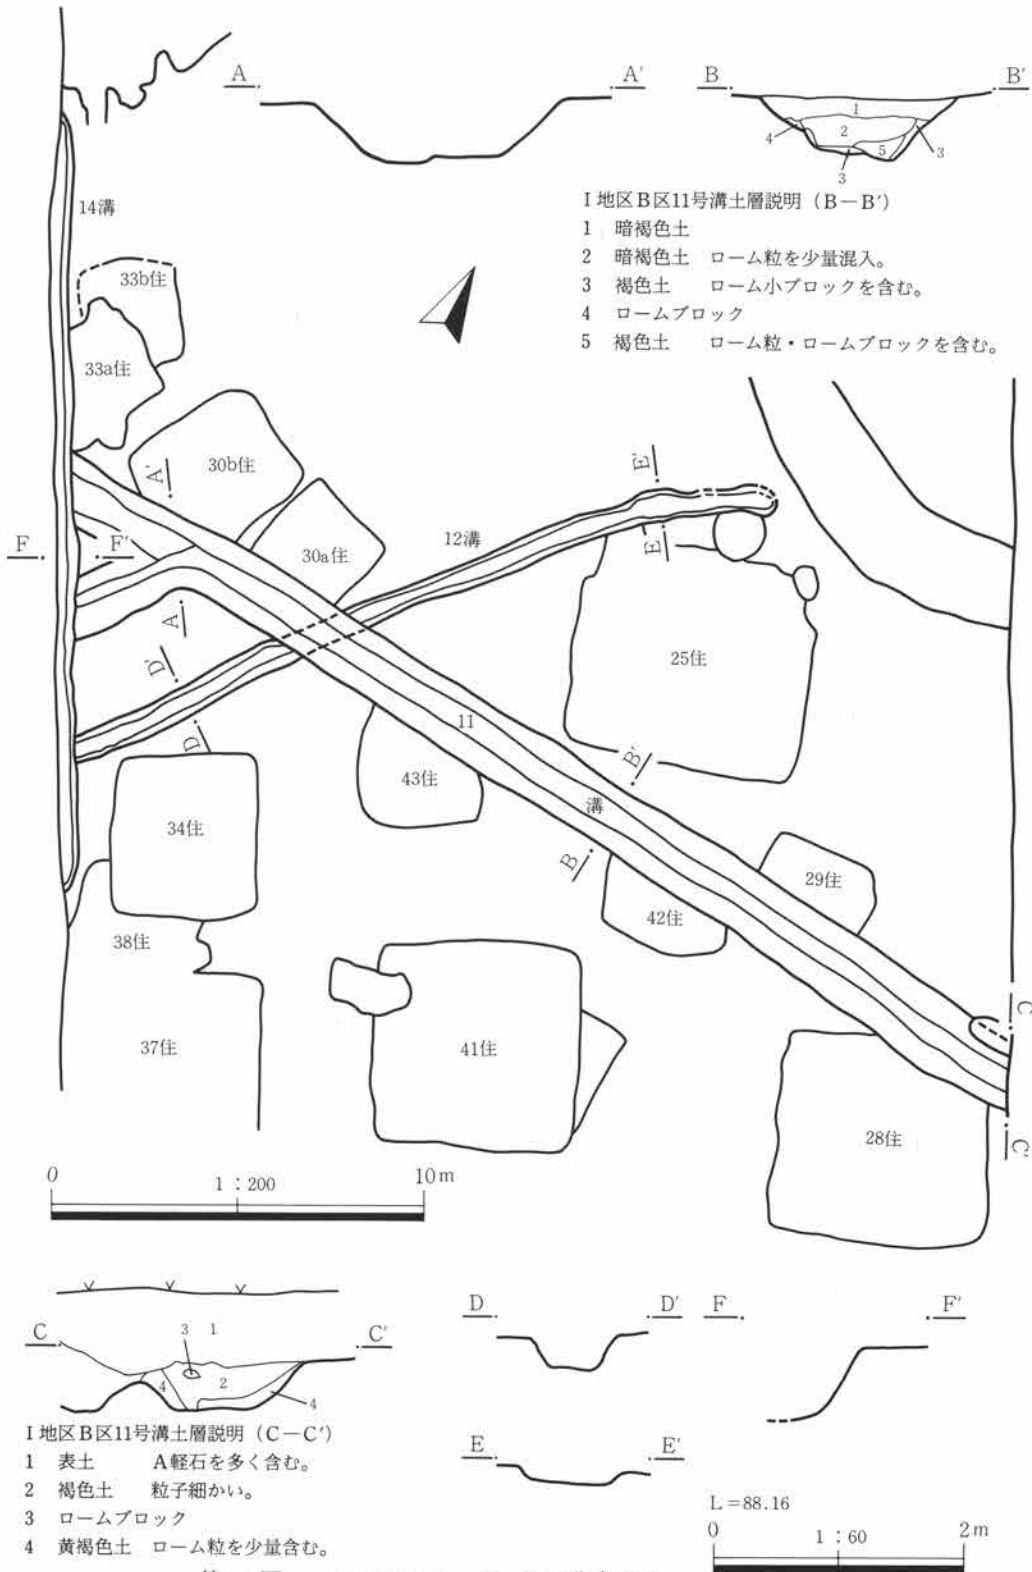 A A′
B B′
1
2
3
4
5
3
I 地区B区11号溝土層説明（B－B′）
1 暗褐色土
2 暗褐色土 ローム粒を少量混入。
3 褐色土 ローム小ブロックを含む。
4 ロームブロック
5 褐色土 ローム粒・ロームブロックを含む。
14溝
33b住
33a住
30b住
A′
E′
12溝
30a住
E
F F′
A
D′
25住
D
11
溝
43住
B′
34住
B
29住
42住
38住
C
37住
41住
28住
C′
0 1：200 10m
C C′
1
2
3
4
4
D D′
F F′
E E′
I 地区B区11号溝土層説明（C－C′）
1 表土 A軽石を多く含む。
2 褐色土 粒子細かい。
3 ロームブロック
4 黄褐色土 ローム粒を少量含む。
L＝88.16
0 1：60 2m